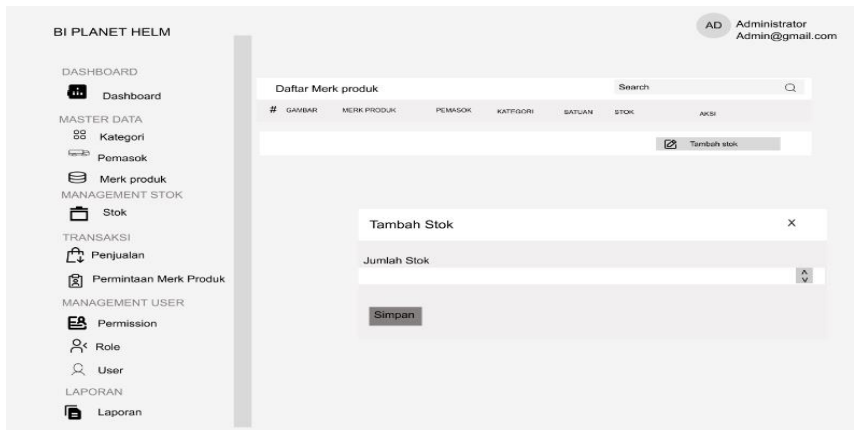 BI PLANET HELM
AD
Administrator
Admin@gmail.com
DASHBOARD
Dashboard
MASTER DATA
Kategori
Pemasok
Merk produk
MANAGEMENT STOK
Stok
TRANSAKSI
Penjualan
Permintaan Merk Produk
MANAGEMENT USER
Permission
Role
User
LAPORAN
Laporan
Daftar Merk produk
Search
# GAMBAR MERK PRODUK PEMASOK KATEGORI SATUAN STOK AKSI
Tambah stok
Tambah Stok
Jumlah Stok
Simpan